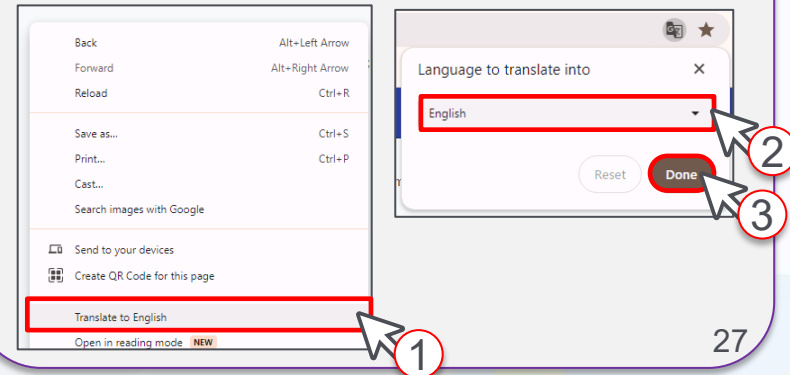 Back Alt+Left Arrow
Forward Alt+Right Arrow
Reload Ctrl+R
Save as... Ctrl+S
Print... Ctrl+P
Cast...
Search images with Google
Send to your devices
Create QR Code for this page
Translate to English
Open in reading mode NEW
1
Language to translate into
English
2
Reset Done
3
27